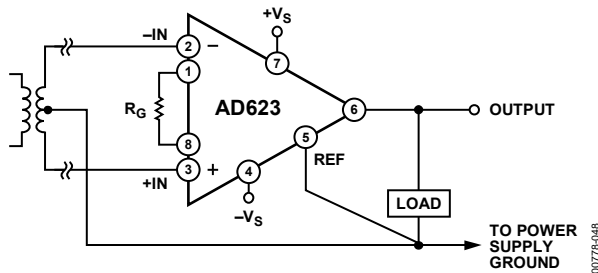 +VS
–IN
2
–
7
1
RG
AD623
6
OUTPUT
5
REF
8
3
+
+IN
4
–VS
LOAD
TO POWER
SUPPLY
GROUND
00778-048